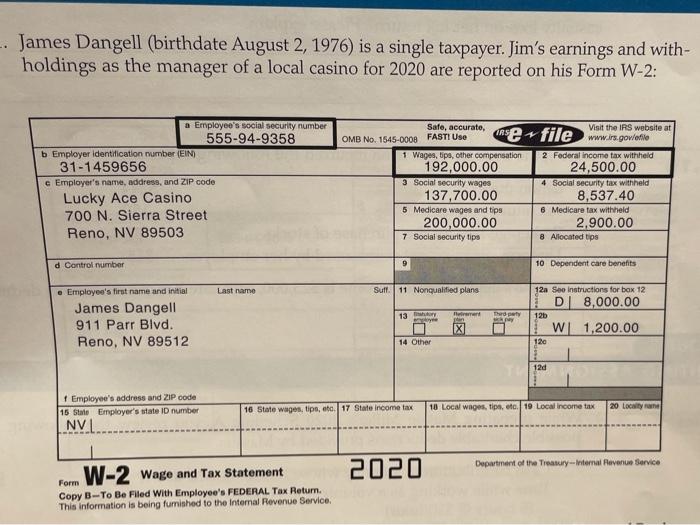 . James Dangell (birthdate August 2, 1976) is a single taxpayer. Jim's earnings and with-
holdings as the manager of a local casino for 2020 are reported on his Form W-2:
a Employee's social security number
555-94-9358
OMB No. 1545-0008
Safe, accurate,
FAST! Use
IRS e~file
Visit the IRS website at
www.irs.gov/efile
b Employer identification number (EIN)
31-1459656
1 Wages, tips, other compensation
192,000.00
2 Federal income tax withheld
24,500.00
c Employer's name, address, and ZIP code
Lucky Ace Casino
700 N. Sierra Street
Reno, NV 89503
3 Social security wages
137,700.00
4 Social security tax withheld
8,537.40
5 Medicare wages and tips
200,000.00
6 Medicare tax withheld
2,900.00
7 Social security tips
8 Allocated tips
d Control number
9
10 Dependent care benefits
e Employee's first name and initial Last name Suff.
James Dangell
911 Parr Blvd.
Reno, NV 89512
11 Nonqualified plans
12a See instructions for box 12
D 8,000.00
13 Statutory employee Retirement plan Third-party sick pay
X
12b
W 1,200.00
14 Other
12c
12d
f Employee's address and ZIP code
15 State Employer's state ID number
NV
16 State wages, tips, etc.
17 State income tax
18 Local wages, tips, etc.
19 Local income tax
20 Locality name
Form W-2 Wage and Tax Statement
2020
Department of the Treasury—Internal Revenue Service
Copy B—To Be Filed With Employee's FEDERAL Tax Return.
This information is being furnished to the Internal Revenue Service.